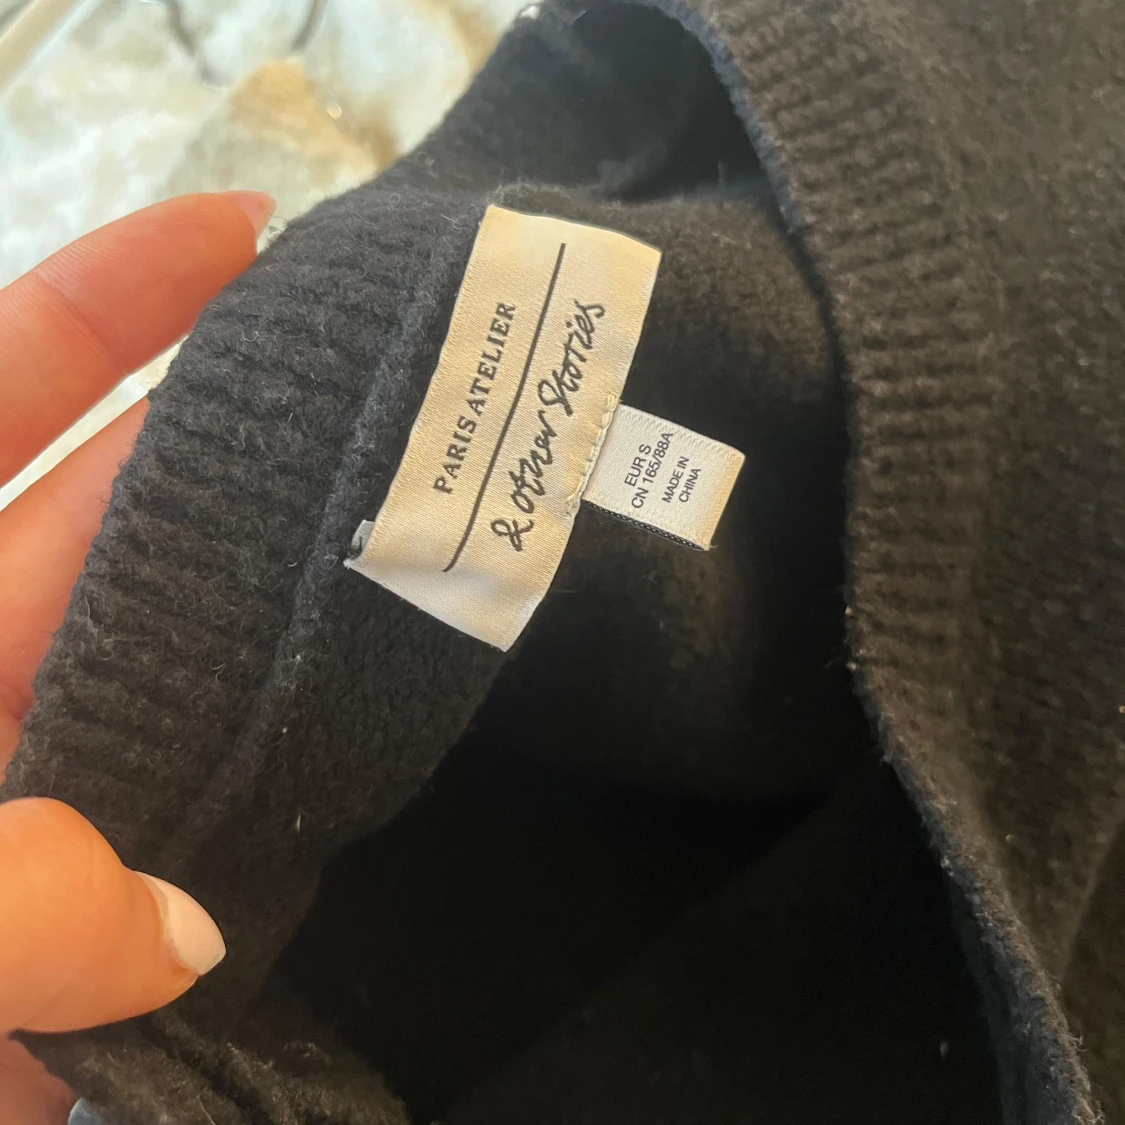 PARIS ATELIER
& other Stories
EUR S
CN 165/88A
MADE IN
CHINA